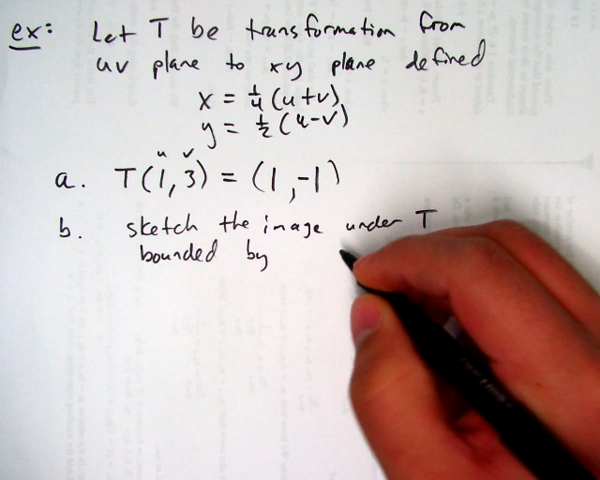 ex: Let T be transformation from
uv plane to xy plane defined
x = 1/4 (u+v)
y = 1/2 (u-v)
u v
a. T(1,3) = (1,-1)
b. sketch the image under T
bounded by